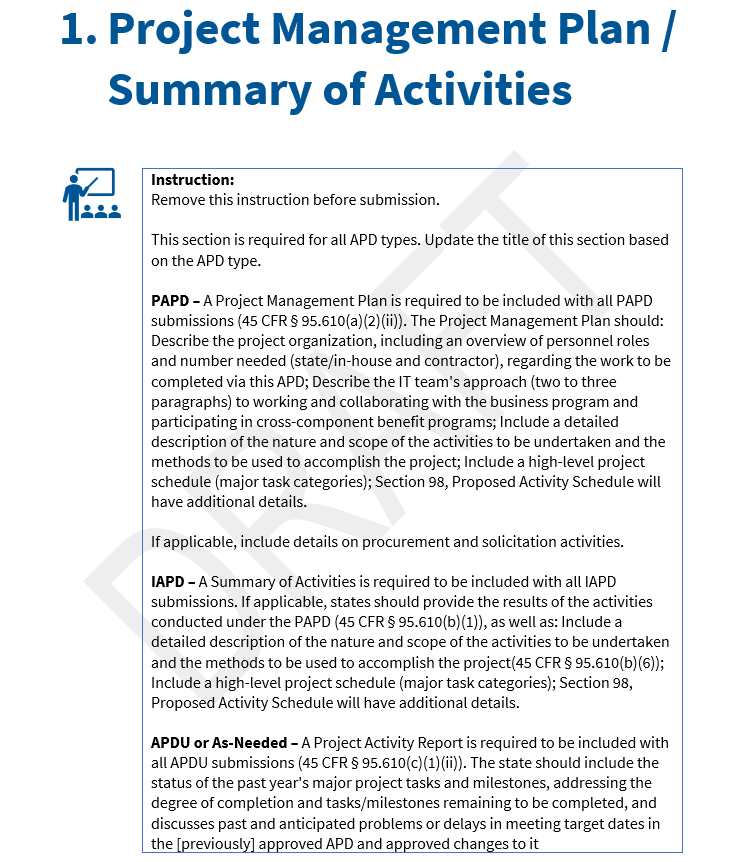 1. Project Management Plan /
Summary of Activities
Instruction:
Remove this instruction before submission.
This section is required for all APD types. Update the title of this section based
on the APD type.
PAPD – A Project Management Plan is required to be included with all PAPD
submissions (45 CFR § 95.610(a)(2)(ii)). The Project Management Plan should:
Describe the project organization, including an overview of personnel roles
and number needed (state/in-house and contractor), regarding the work to be
completed via this APD; Describe the IT team's approach (two to three
paragraphs) to working and collaborating with the business program and
participating in cross-component benefit programs; Include a detailed
description of the nature and scope of the activities to be undertaken and the
methods to be used to accomplish the project; Include a high-level project
schedule (major task categories); Section 98, Proposed Activity Schedule will
have additional details.
If applicable, include details on procurement and solicitation activities.
IAPD – A Summary of Activities is required to be included with all IAPD
submissions. If applicable, states should provide the results of the activities
conducted under the PAPD (45 CFR § 95.610(b)(1)), as well as: Include a
detailed description of the nature and scope of the activities to be undertaken
and the methods to be used to accomplish the project(45 CFR § 95.610(b)(6));
Include a high-level project schedule (major task categories); Section 98,
Proposed Activity Schedule will have additional details.
APDU or As-Needed – A Project Activity Report is required to be included with
all APDU submissions (45 CFR § 95.610(c)(1)(ii)). The state should include the
status of the past year's major project tasks and milestones, addressing the
degree of completion and tasks/milestones remaining to be completed, and
discusses past and anticipated problems or delays in meeting target dates in
the [previously] approved APD and approved changes to it
DRAFT